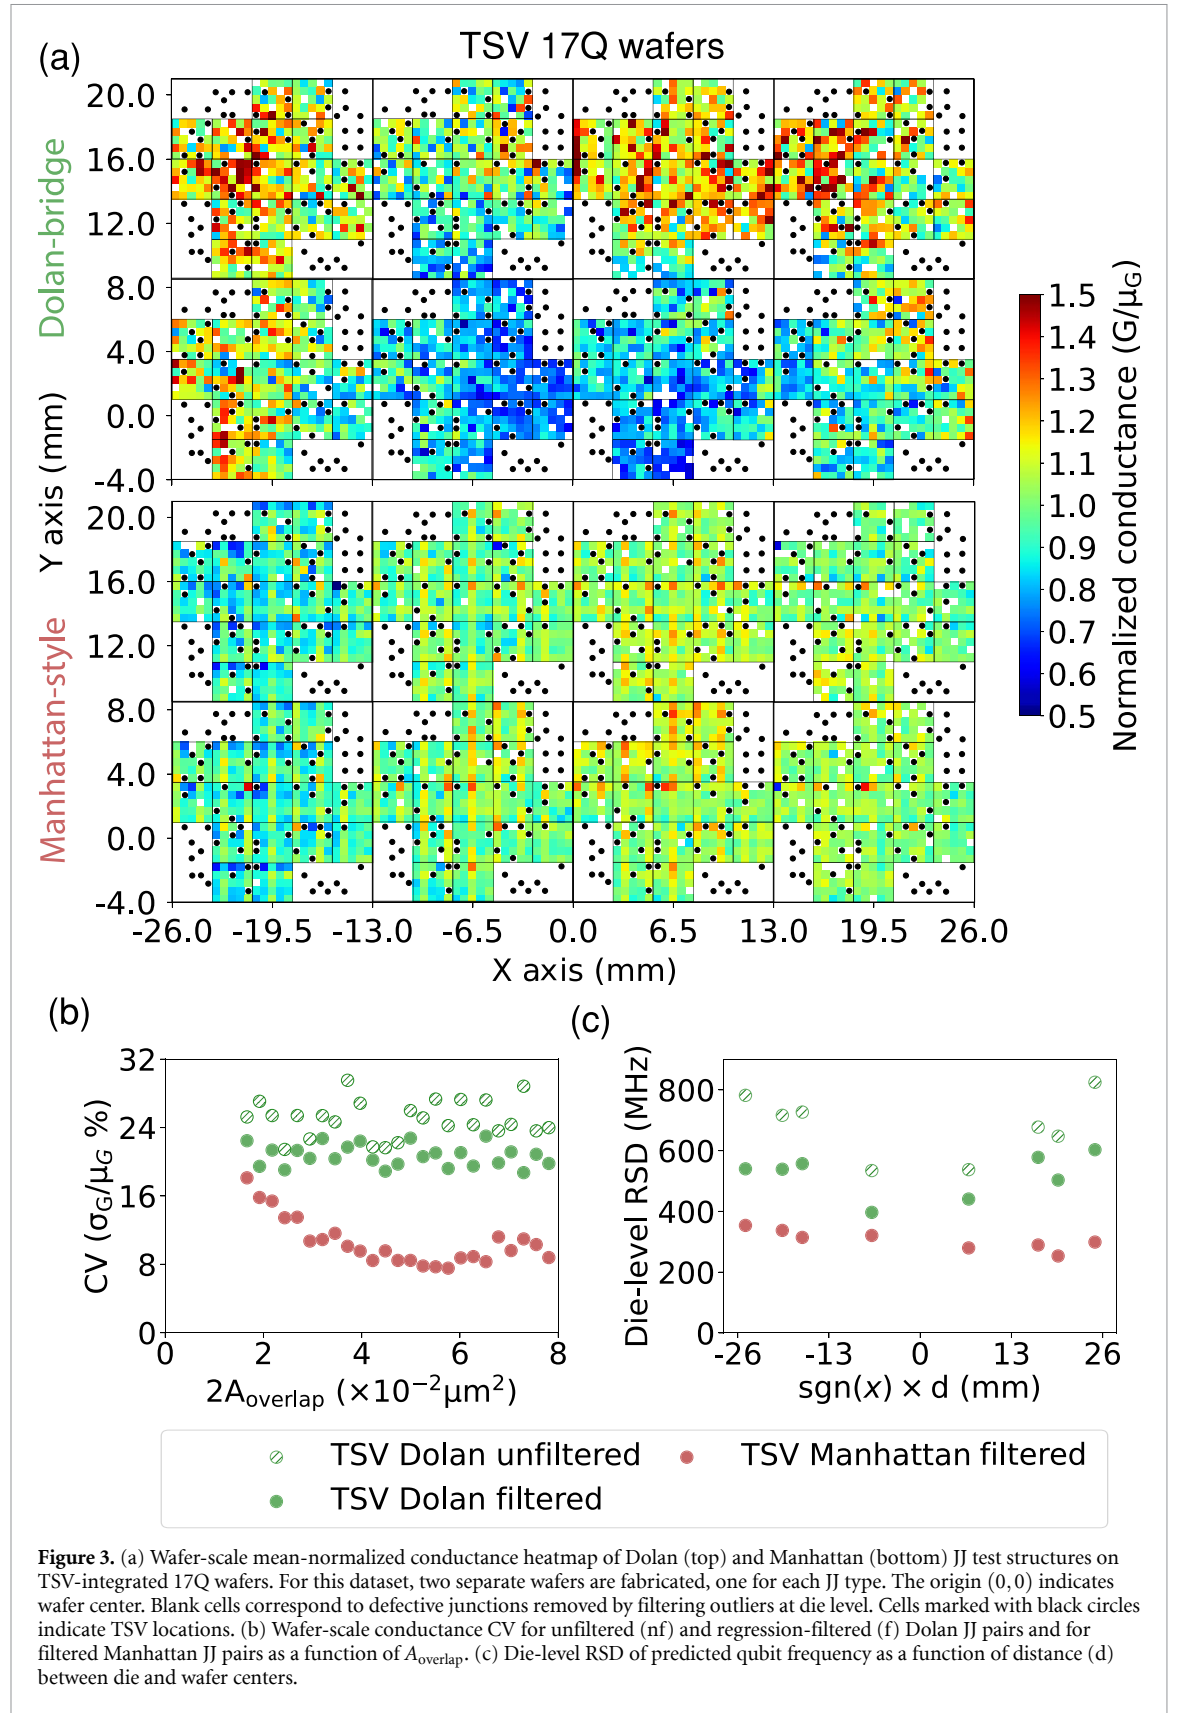 (a)
TSV 17Q wafers
Dolan-bridge
Manhattan-style
Y axis (mm)
20.0
16.0
12.0
8.0
4.0
0.0
-4.0
20.0
16.0
12.0
8.0
4.0
0.0
-4.0
-26.0 -19.5 -13.0 -6.5 0.0 6.5 13.0 19.5 26.0
X axis (mm)
1.5
1.4
1.3
1.2
1.1
1.0
0.9
0.8
0.7
0.6
0.5
Normalized conductance (G/μG)
(b)
CV (σG/μG %)
32
24
16
8
0
0 2 4 6 8
2Aoverlap (×10−2μm2)
(c)
Die-level RSD (MHz)
800
600
400
200
0
-26 -13 0 13 26
sgn(x) × d (mm)
TSV Dolan unfiltered
TSV Manhattan filtered
TSV Dolan filtered
Figure 3. (a) Wafer-scale mean-normalized conductance heatmap of Dolan (top) and Manhattan (bottom) JJ test structures on
TSV-integrated 17Q wafers. For this dataset, two separate wafers are fabricated, one for each JJ type. The origin (0,0) indicates
wafer center. Blank cells correspond to defective junctions removed by filtering outliers at die level. Cells marked with black circles
indicate TSV locations. (b) Wafer-scale conductance CV for unfiltered (nf) and regression-filtered (f) Dolan JJ pairs and for
filtered Manhattan JJ pairs as a function of Aoverlap. (c) Die-level RSD of predicted qubit frequency as a function of distance (d)
between die and wafer centers.